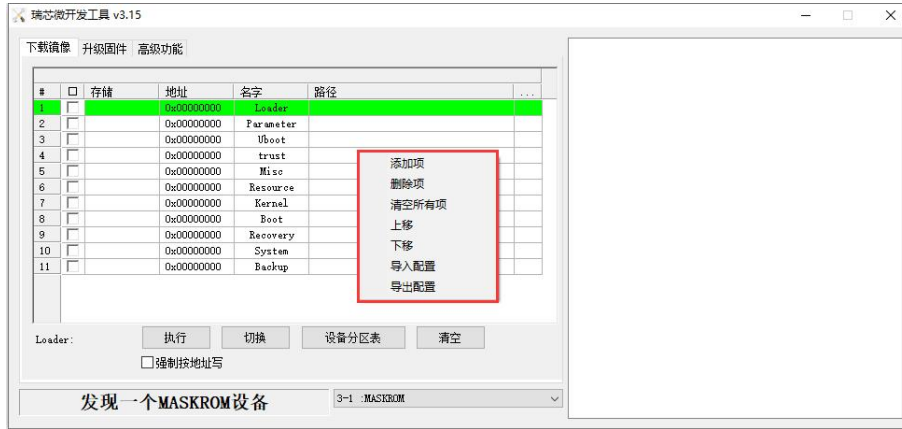 瑞芯微开发工具 v3.15
下载镜像 升级固件 高级功能
# 存储 地址 名字 路径 ...
1 0x00000000 Loader
2 0x00000000 Parameter
3 0x00000000 Uboot
4 0x00000000 trust
5 0x00000000 Misc
6 0x00000000 Resource
7 0x00000000 Kernel
8 0x00000000 Boot
9 0x00000000 Recovery
10 0x00000000 System
11 0x00000000 Backup
添加项
删除项
清空所有项
上移
下移
导入配置
导出配置
Loader: 执行 切换 设备分区表 清空
强制按地址写
发现一个MASKROM设备 3-1 :MASKROM